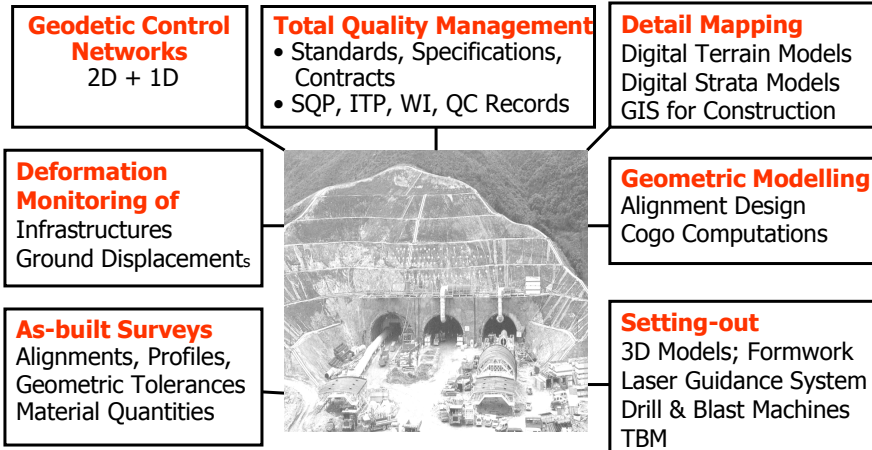 Geodetic Control
Networks
2D + 1D
Total Quality Management
• Standards, Specifications,
Contracts
• SQP, ITP, WI, QC Records
Detail Mapping
Digital Terrain Models
Digital Strata Models
GIS for Construction
Deformation
Monitoring of
Infrastructures
Ground Displacements
Geometric Modelling
Alignment Design
Cogo Computations
As-built Surveys
Alignments, Profiles,
Geometric Tolerances
Material Quantities
Setting-out
3D Models; Formwork
Laser Guidance System
Drill & Blast Machines
TBM